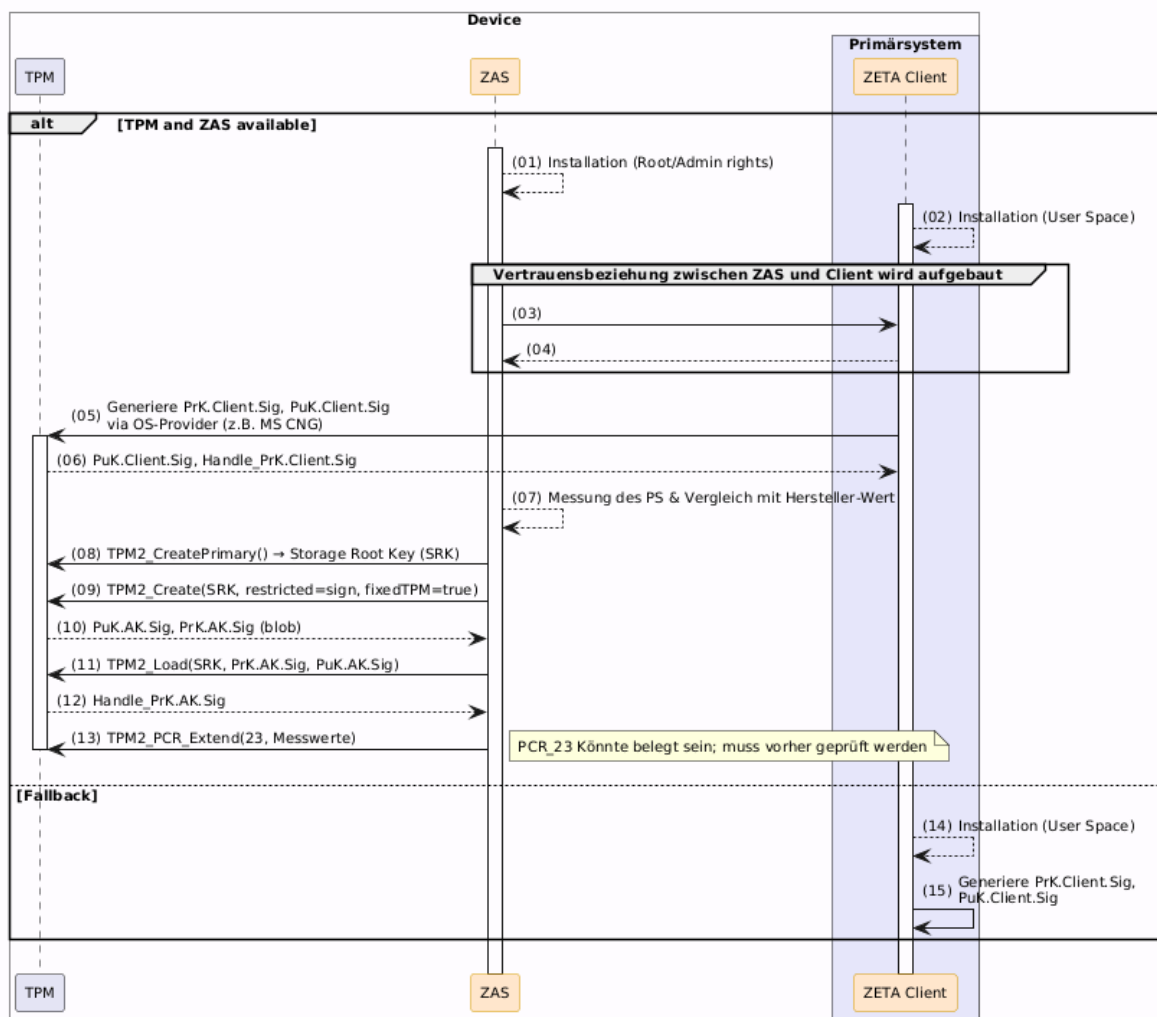 Device
Primärsystem
TPM
ZAS
ZETA Client
alt
[TPM and ZAS available]
(01) Installation (Root/Admin rights)
(02) Installation (User Space)
Vertrauensbeziehung zwischen ZAS und Client wird aufgebaut
(03)
(04)
(05) Generiere PrK.Client.Sig, PuK.Client.Sig
via OS-Provider (z.B. MS CNG)
(06) PuK.Client.Sig, Handle_PrK.Client.Sig
(07) Messung des PS & Vergleich mit Hersteller-Wert
(08) TPM2_CreatePrimary() → Storage Root Key (SRK)
(09) TPM2_Create(SRK, restricted=sign, fixedTPM=true)
(10) PuK.AK.Sig, PrK.AK.Sig (blob)
(11) TPM2_Load(SRK, PrK.AK.Sig, PuK.AK.Sig)
(12) Handle_PrK.AK.Sig
(13) TPM2_PCR_Extend(23, Messwerte)
PCR_23 Könnte belegt sein; muss vorher geprüft werden
[Fallback]
(14) Installation (User Space)
(15) Generiere PrK.Client.Sig,
PuK.Client.Sig
TPM
ZAS
ZETA Client